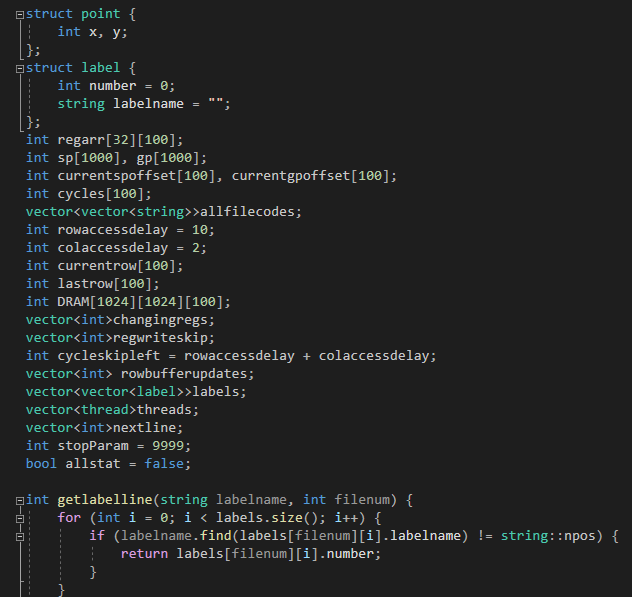 struct point {
    int x, y;
};
struct label {
    int number = 0;
    string labelname = "";
};
int regarr[32][100];
int sp[1000], gp[1000];
int currentspoffset[100], currentgpoffset[100];
int cycles[100];
vector<vector<string>>allfilecodes;
int rowaccessdelay = 10;
int colaccessdelay = 2;
int currentrow[100];
int lastrow[100];
int DRAM[1024][1024][100];
vector<int>changingregs;
vector<int>regwriteskip;
int cycleskipleft = rowaccessdelay + colaccessdelay;
vector<int> rowbufferupdates;
vector<vector<label>>labels;
vector<thread>threads;
vector<int>nextline;
int stopParam = 9999;
bool allstat = false;
int getlabelline(string labelname, int filenum) {
    for (int i = 0; i < labels.size(); i++) {
        if (labelname.find(labels[filenum][i].labelname) != string::npos) {
            return labels[filenum][i].number;
        }
    }